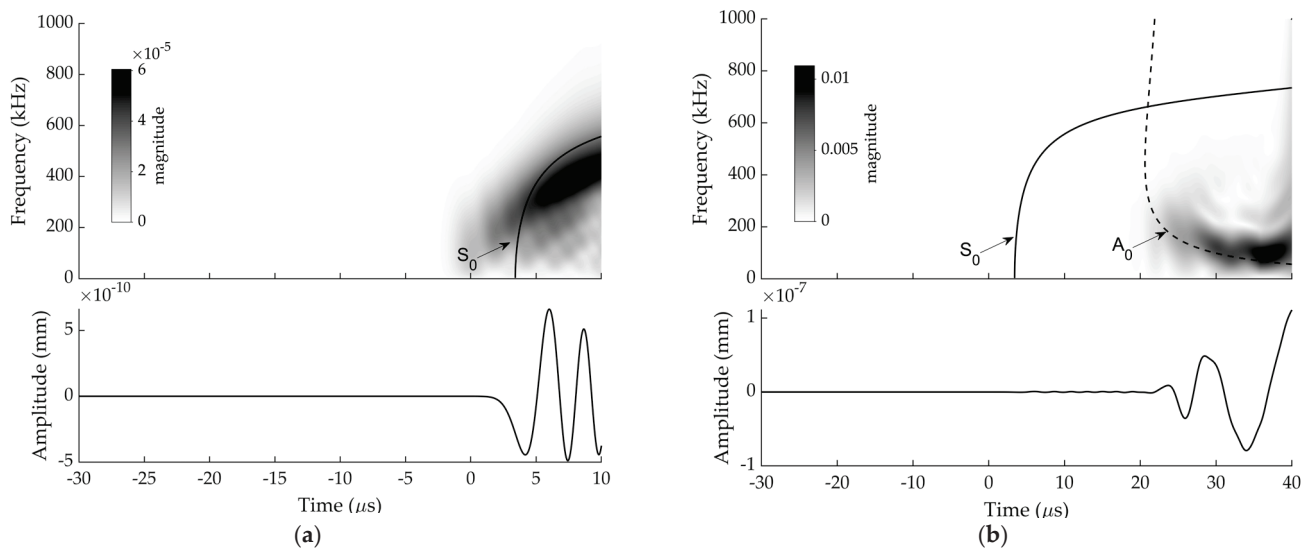 1000
800
600
400
200
0
Frequency (kHz)
×10-5
6
4
2
0
magnitude
S0
×10-10
5
0
-5
Amplitude (mm)
-30 -25 -20 -15 -10 -5 0 5 10
Time (μs)
(a)
1000
800
600
400
200
0
Frequency (kHz)
0.01
0.005
0
magnitude
S0
A0
×10-7
1
0
-1
Amplitude (mm)
-30 -20 -10 0 10 20 30 40
Time (μs)
(b)